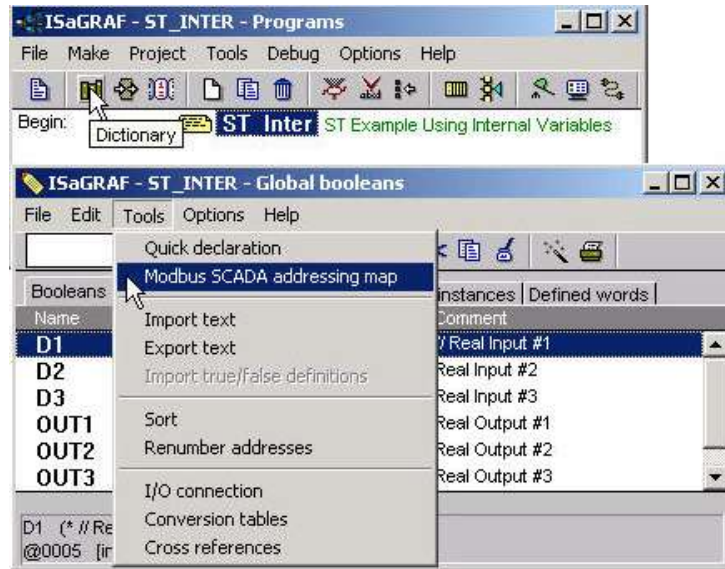 ISaGRAF - ST_INTER - Programs
File Make Project Tools Debug Options Help
Begin: ST_Inter ST Example Using Internal Variables
Dictionary
ISaGRAF - ST_INTER - Global booleans
File Edit Tools Options Help
Quick declaration
Modbus SCADA addressing map
Booleans instances Defined words
Name Comment
Import text
D1 // Real Input #1
Export text
D2 Real Input #2
Import true/false definitions
D3 Real Input #3
Sort
OUT1 Real Output #1
Renumber addresses
OUT2 Real Output #2
OUT3 Real Output #3
I/O connection
Conversion tables
D1 (* // Re
Cross references
@0005 [in